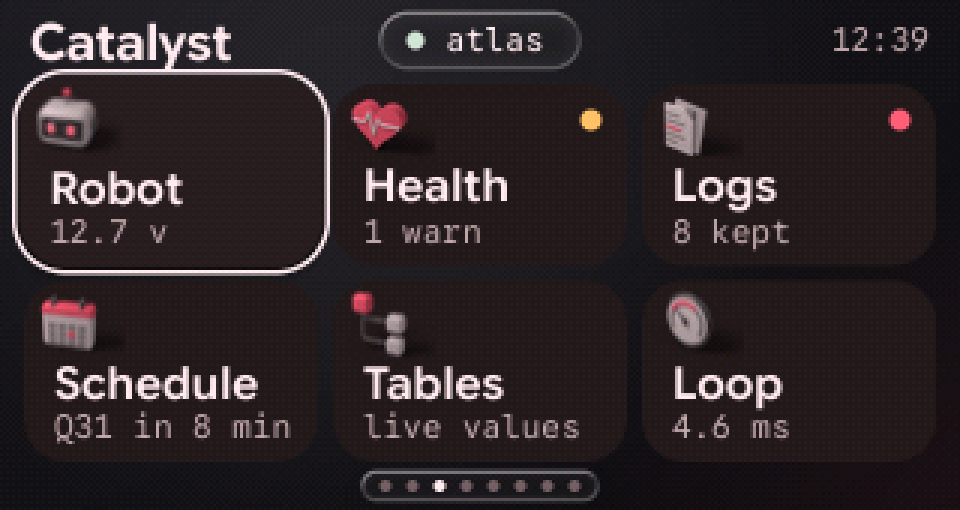 Catalyst
atlas
12:39
Robot
12.7 v
Health
1 warn
Logs
8 kept
Schedule
Q31 in 8 min
Tables
live values
Loop
4.6 ms